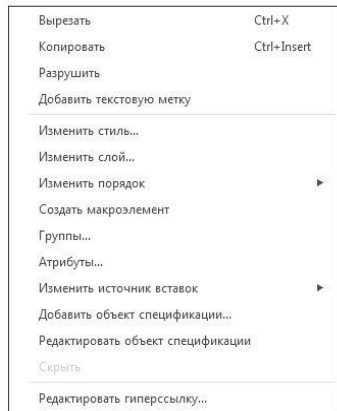 Вырезать Ctrl+X
Копировать Ctrl+Insert
Разрушить
Добавить текстовую метку
Изменить стиль...
Изменить слой...
Изменить порядок
Создать макроэлемент
Группы...
Атрибуты...
Изменить источник вставок
Добавить объект спецификации...
Редактировать объект спецификации
Скрыть
Редактировать гиперссылку...